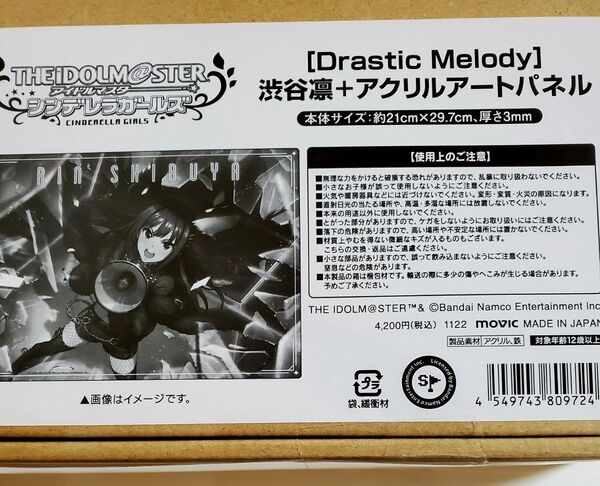 THE iDOLM@STER
アイドルマスター
シンデレラガールズ
CINDERELLA GIRLS
[Drastic Melody]
渋谷凛+アクリルアートパネル
本体サイズ:約21cm×29.7cm、厚さ3mm
RIN SHIBUYA
▲画像はイメージです。
【使用上のご注意】
■無理な力をかけると破損する恐れがありますので、乱暴に取り扱わないでください。
■小さなお子様が誤って使用しないようにご注意ください。
■火気や暖房器具などには近づけないでください。変形・変質・火災の原因になります。
■直射日光の当たる場所や、高温・多湿な場所には放置しないでください。
■本来の用途以外に使用しないでください。
■とがった部分がありますので、ケガをしないようにお取り扱いにはご注意ください。
■落下の危険がありますので、高い場所や不安定な場所には置かないでください。
■材質上やむを得ない微細なキズが入るものもございます。
こちらの交換・返品はご遠慮ください。
■小さな部品がありますので、誤って飲み込まないようにご注意ください。
窒息などの危険があります。
■本製品の箱は梱包材です。輸送の際に多少の傷やへこみが生じる場合があります。
予めご了承ください。
THE IDOLM@STER™& ©Bandai Namco Entertainment Inc.
4,200円(税込) 1122 movic MADE IN JAPAN
製品素材 アクリル、鉄 対象年齢12歳以上
プラ
袋、緩衝材
S
Licensed by Bandai Namco Entertainment Inc.
4 549743 809724